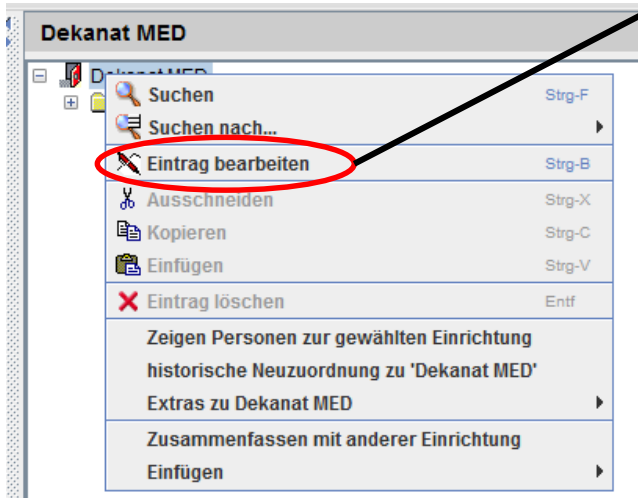 Dekanat MED
Dekanat MED
Suchen Strg-F
Suchen nach...
Eintrag bearbeiten Strg-B
Ausschneiden Strg-X
Kopieren Strg-C
Einfügen Strg-V
Eintrag löschen Entf
Zeigen Personen zur gewählten Einrichtung
historische Neuzuordnung zu 'Dekanat MED'
Extras zu Dekanat MED
Zusammenfassen mit anderer Einrichtung
Einfügen